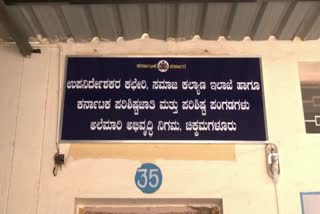 ಕರ್ನಾಟಕ ಸರ್ಕಾರ
ಉಪನಿರ್ದೇಶಕರ ಕಛೇರಿ, ಸಮಾಜ ಕಲ್ಯಾಣ ಇಲಾಖೆ ಹಾಗೂ
ಕರ್ನಾಟಕ ಪರಿಶಿಷ್ಟಜಾತಿ ಮತ್ತು ಪರಿಶಿಷ್ಟ ಪಂಗಡಗಳು
ಅಲೆಮಾರಿ ಅಭಿವೃದ್ಧಿ ನಿಗಮ, ಚಿಕ್ಕಮಗಳೂರು
35